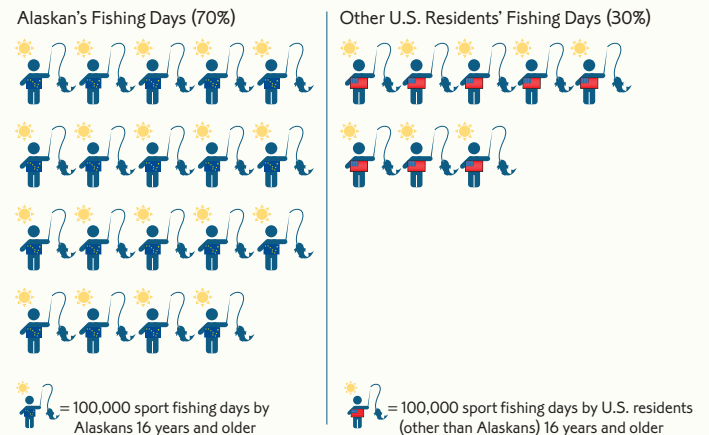 Alaskan's Fishing Days (70%)
Other U.S. Residents' Fishing Days (30%)
= 100,000 sport fishing days by
Alaskans 16 years and older
= 100,000 sport fishing days by U.S. residents
(other than Alaskans) 16 years and older